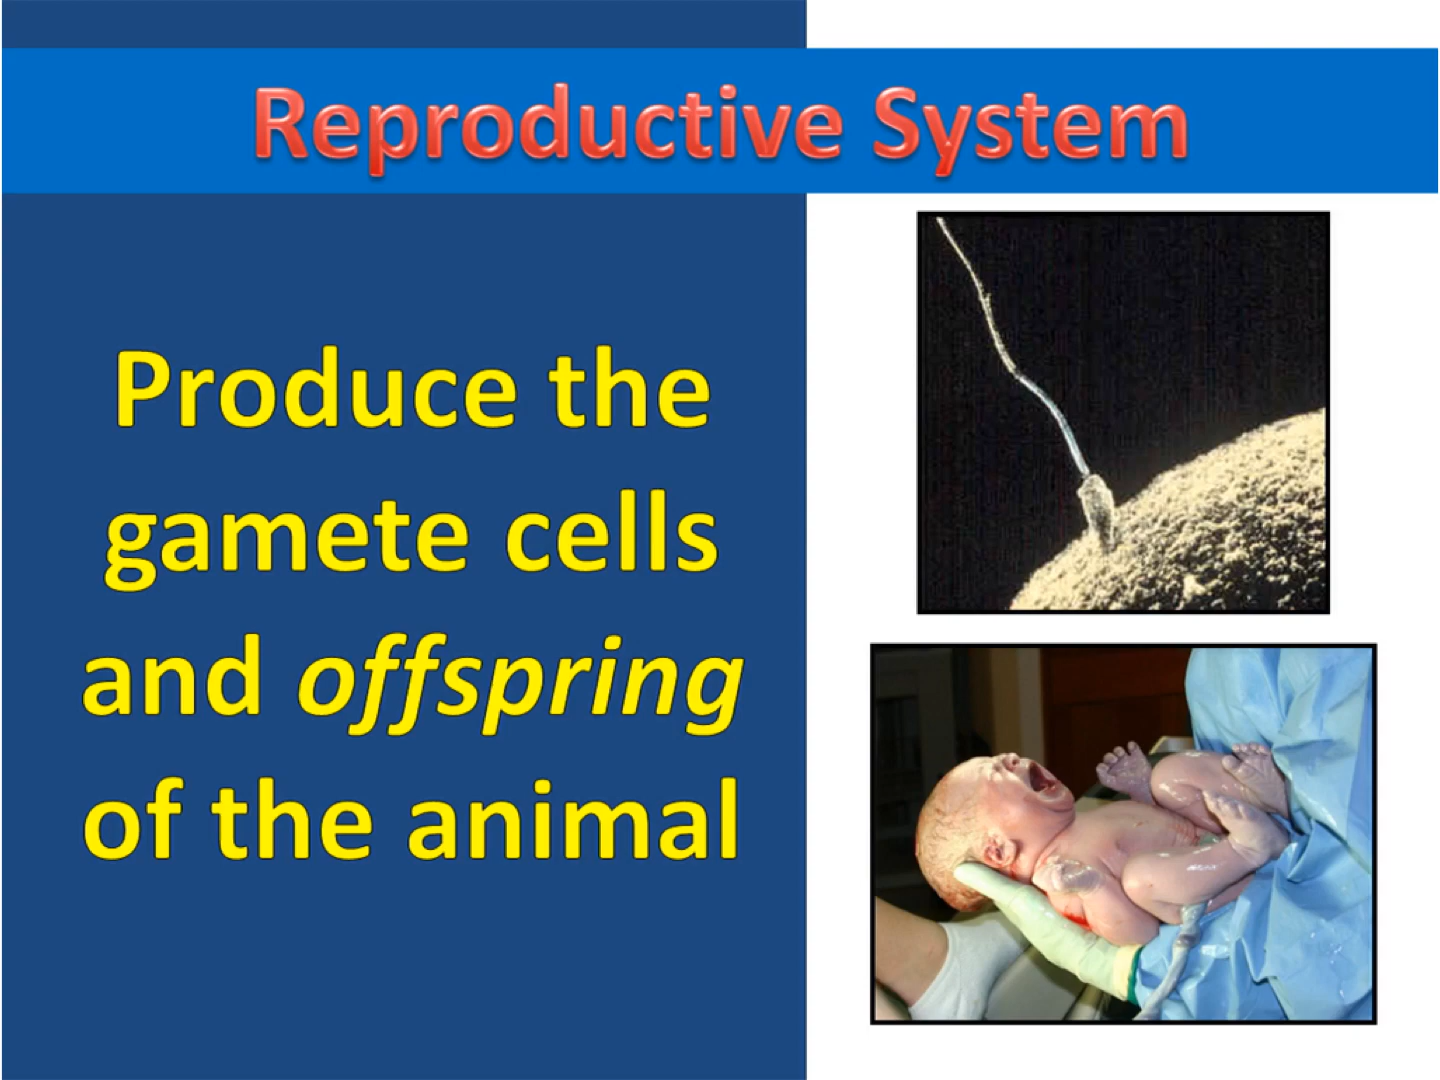 Reproductive System
Produce the
gamete cells
and offspring
of the animal